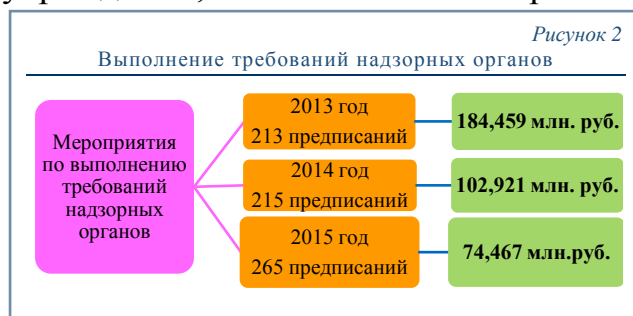 Рисунок 2
Выполнение требований надзорных органов
Мероприятия
по выполнению
требований
надзорных
органов
2013 год
213 предписаний
184,459 млн. руб.
2014 год
215 предписаний
102,921 млн. руб.
2015 год
265 предписаний
74,467 млн.руб.